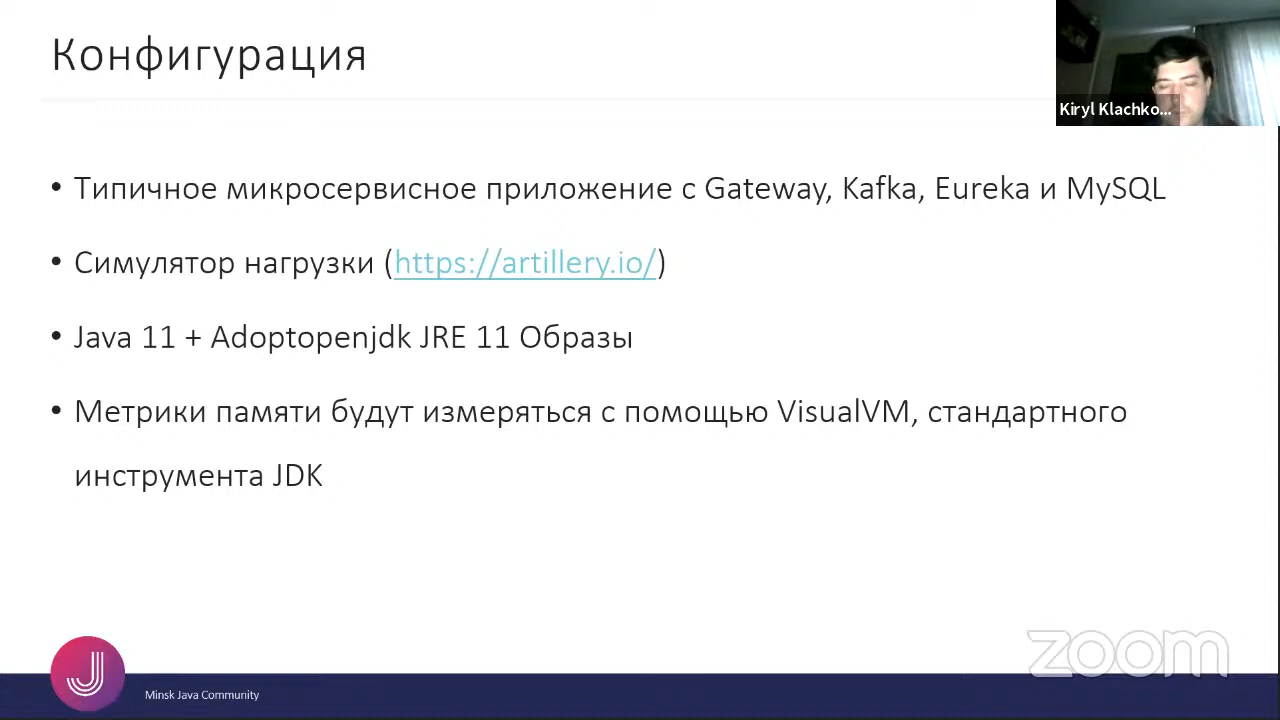 Конфигурация
Kiryl Klachko...
• Типичное микросервисное приложение с Gateway, Kafka, Eureka и MySQL
• Симулятор нагрузки (https://artillery.io/)
• Java 11 + Adoptopenjdk JRE 11 Образы
• Метрики памяти будут измеряться с помощью VisualVM, стандартного
инструмента JDK
zoom
J
Minsk Java Community